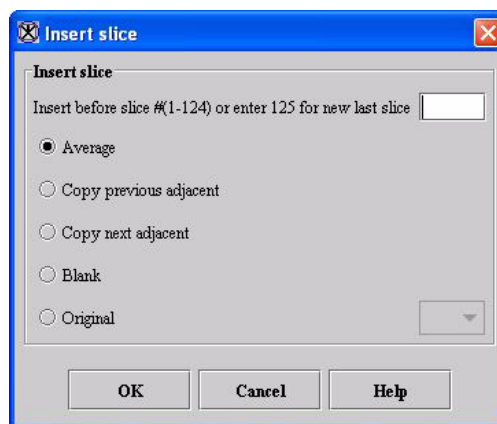 Insert slice
Insert slice
Insert before slice #(1-124) or enter 125 for new last slice
Average
Copy previous adjacent
Copy next adjacent
Blank
Original
OK Cancel Help